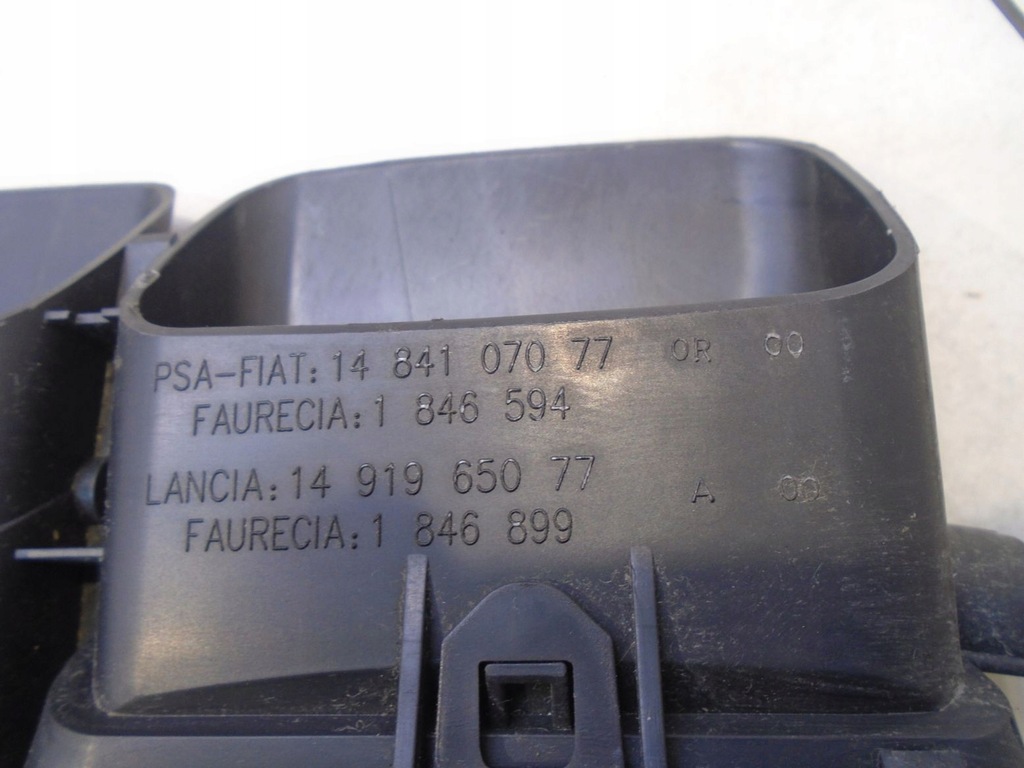 PSA-FIAT: 14 841 070 77 OR 00
FAURECIA: 1 846 594
LANCIA: 14 919 650 77 A 00
FAURECIA: 1 846 899